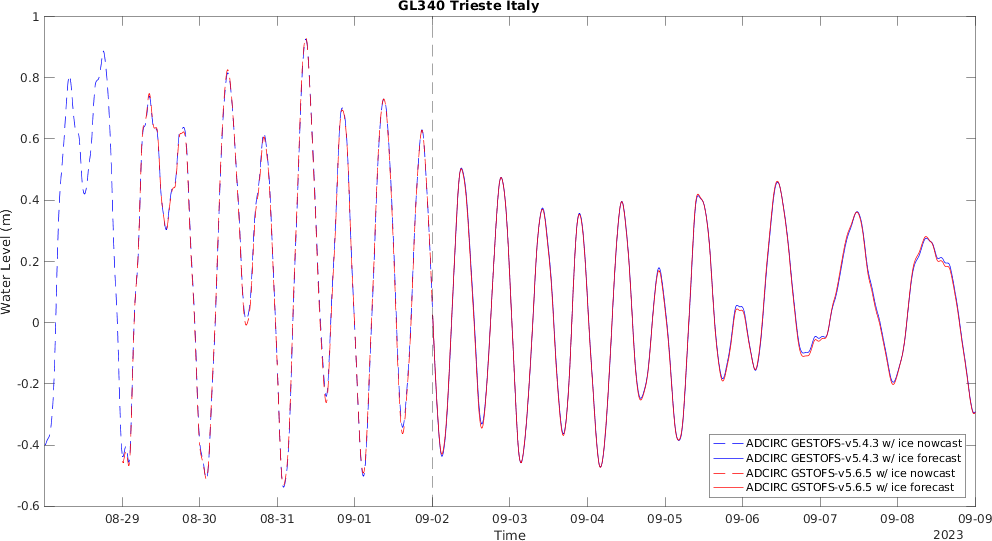 GL340 Trieste Italy
1
0.8
0.6
0.4
0.2
0
-0.2
-0.4
-0.6
Water Level (m)
ADCIRC GESTOFS-v5.4.3 w/ ice nowcast
ADCIRC GESTOFS-v5.4.3 w/ ice forecast
ADCIRC GSTOFS-v5.6.5 w/ ice nowcast
ADCIRC GSTOFS-v5.6.5 w/ ice forecast
08-29 08-30 08-31 09-01 09-02 09-03 09-04 09-05 09-06 09-07 09-08 09-09
Time
2023